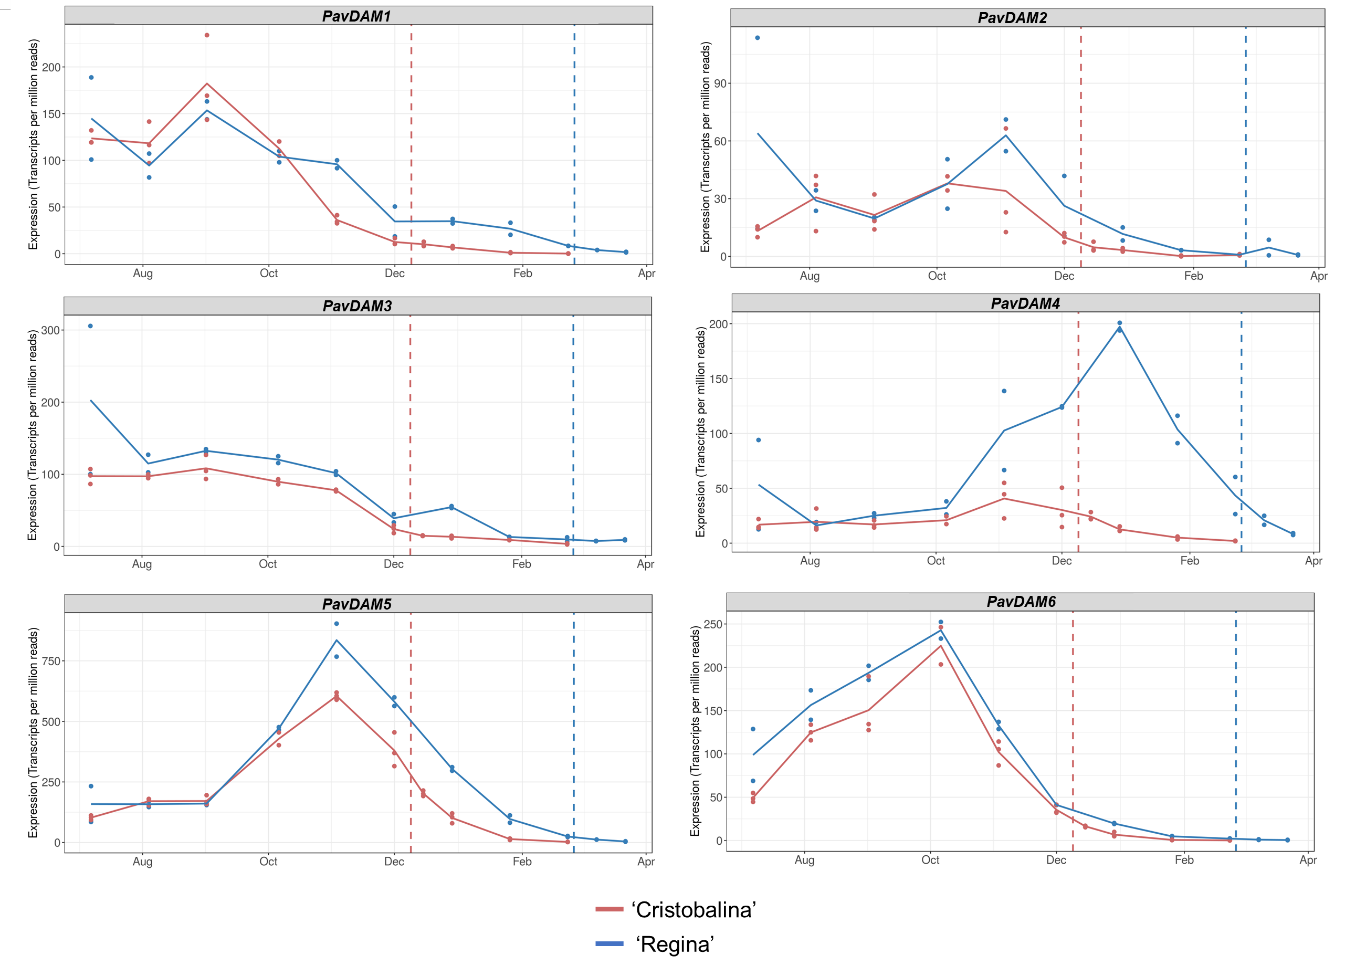 PavDAM1
Expression (Transcripts per million reads)
200
150
100
50
0
Aug Oct Dec Feb Apr
PavDAM2
Expression (Transcripts per million reads)
90
60
30
0
Aug Oct Dec Feb Apr
PavDAM3
Expression (Transcripts per million reads)
300
200
100
0
Aug Oct Dec Feb Apr
PavDAM4
Expression (Transcripts per million reads)
200
150
100
50
0
Aug Oct Dec Feb Apr
PavDAM5
Expression (Transcripts per million reads)
750
500
250
0
Aug Oct Dec Feb Apr
PavDAM6
Expression (Transcripts per million reads)
250
200
150
100
50
0
Aug Oct Dec Feb Apr
‘Cristobalina’
‘Regina’